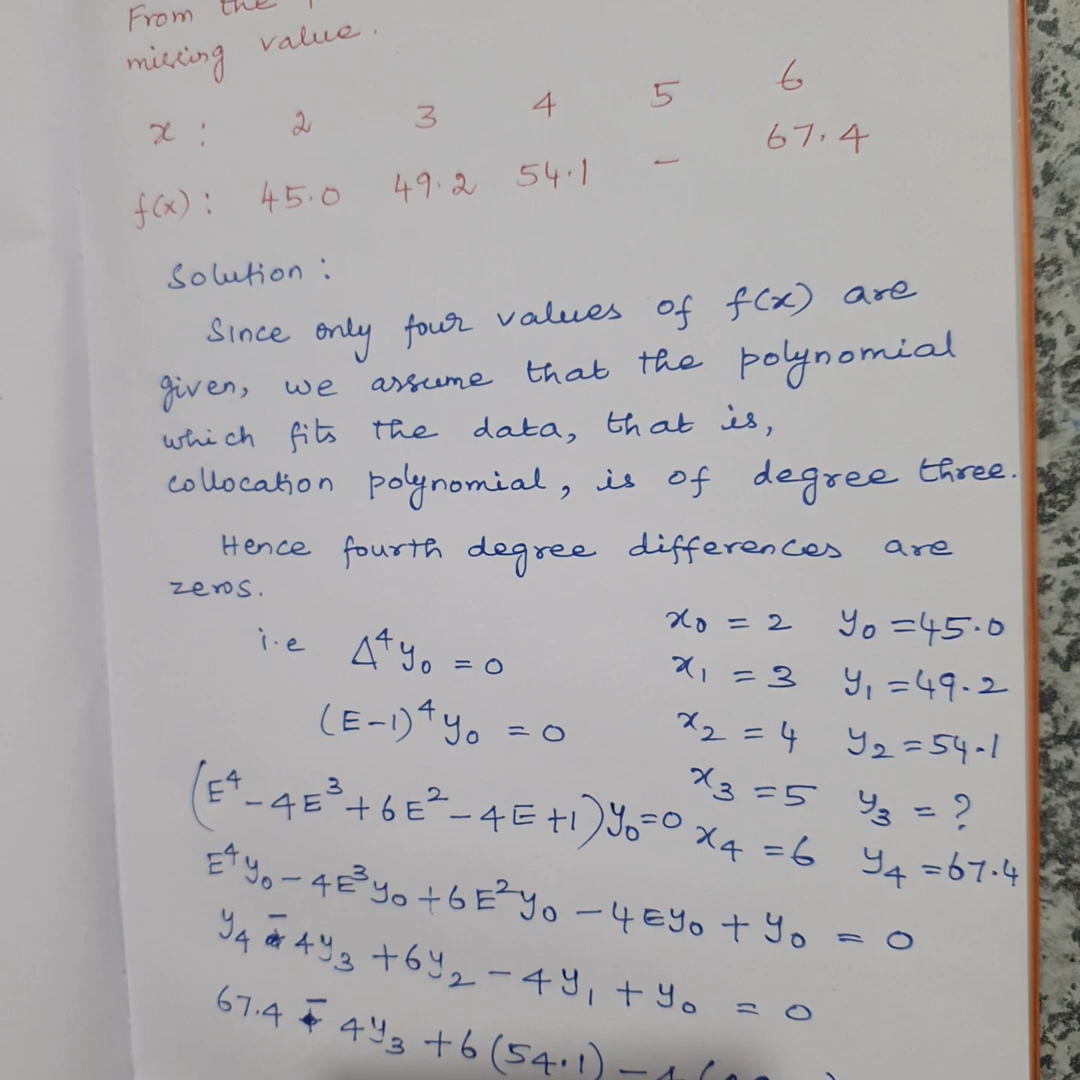 From the
missing value.
x : 2 3 4 5 6
f(x) : 45.0 49.2 54.1 – 67.4
Solution :
Since only four values of f(x) are
given, we assume that the polynomial
which fits the data, that is,
collocation polynomial, is of degree three.
Hence fourth degree differences are
zeros.
i.e Δ⁴y₀ = 0
(E-1)⁴y₀ = 0
(E⁴-4E³+6E²-4E+1)y₀=0
x₀ = 2 y₀ =45.0
x₁ = 3 y₁ =49.2
x₂ = 4 y₂ =54.1
x₃ =5 y₃ = ?
x₄ =6 y₄ =67.4
E⁴y₀-4E³y₀+6E²y₀-4Ey₀+y₀ = 0
y₄ - 4y₃ +6y₂ -4y₁ +y₀ = 0
67.4 - 4y₃ +6(54.1) -